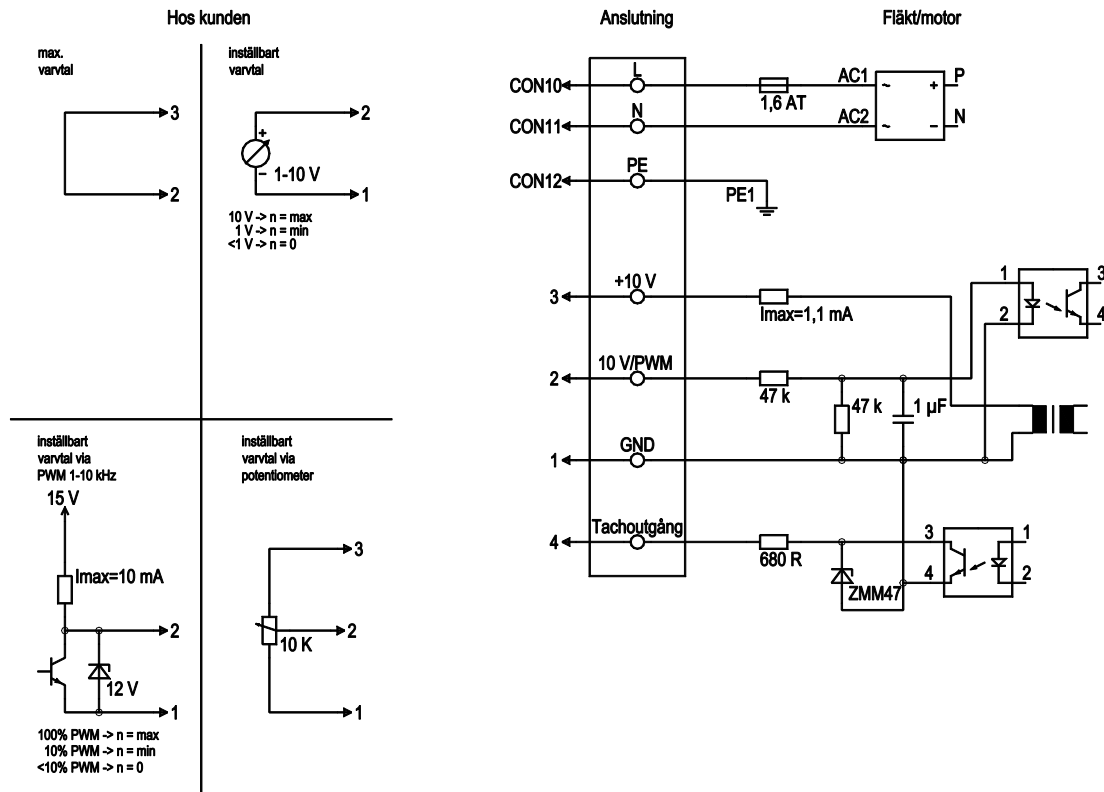 Hos kunden
Anslutning
Fläkt/motor
max.
varvtal
3
2
inställbart
varvtal
2
+
–
1-10 V
1
10 V -> n = max
1 V -> n = min
<1 V -> n = 0
inställbart
varvtal via
PWM 1-10 kHz
15 V
Imax=10 mA
2
12 V
1
100% PWM -> n = max
10% PWM -> n = min
<10% PWM -> n = 0
inställbart
varvtal via
potentiometer
3
10 K
2
1
CON10
L
1,6 AT
AC1
~
+
P
CON11
N
AC2
~
–
N
CON12
PE
PE1
3
+10 V
Imax=1,1 mA
1
2
3
4
2
10 V/PWM
47 k
47 k
1 µF
1
GND
4
Tachoutgång
680 R
ZMM47
3
4
1
2